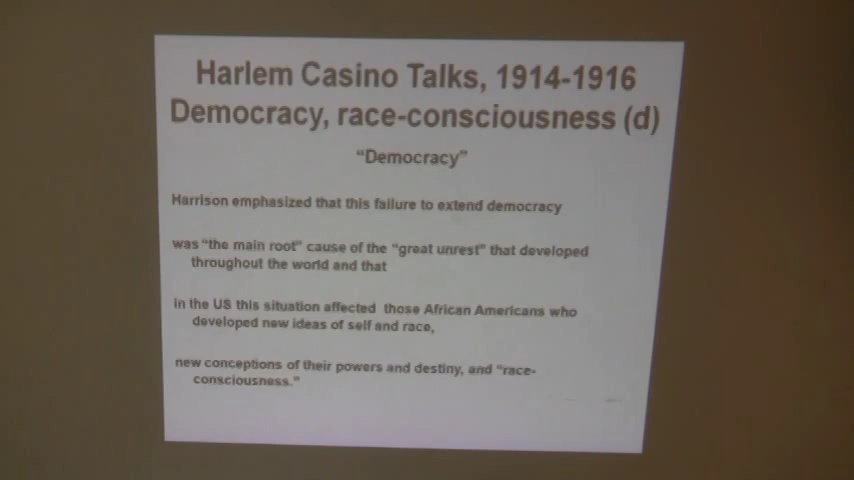 Harlem Casino Talks, 1914-1916
Democracy, race-consciousness (d)
“Democracy”
Harrison emphasized that this failure to extend democracy
was “the main root” cause of the “great unrest” that developed
throughout the world and that
in the US this situation affected those African Americans who
developed new ideas of self and race,
new conceptions of their powers and destiny, and “race-
consciousness.”